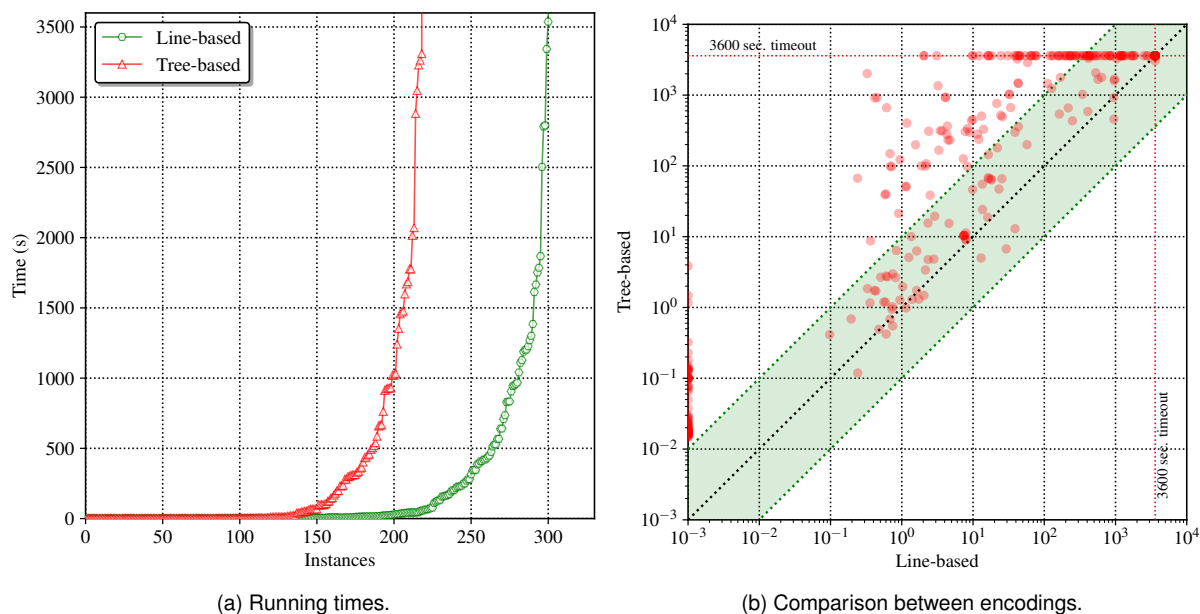 3500
3000
2500
2000
1500
1000
500
0
Time (s)
Line-based
Tree-based
0 50 100 150 200 250 300
Instances
(a) Running times.
10^4
10^3
10^2
10^1
10^0
10^−1
10^−2
10^−3
Tree-based
3600 sec. timeout
3600 sec. timeout
10^−3 10^−2 10^−1 10^0 10^1 10^2 10^3 10^4
Line-based
(b) Comparison between encodings.